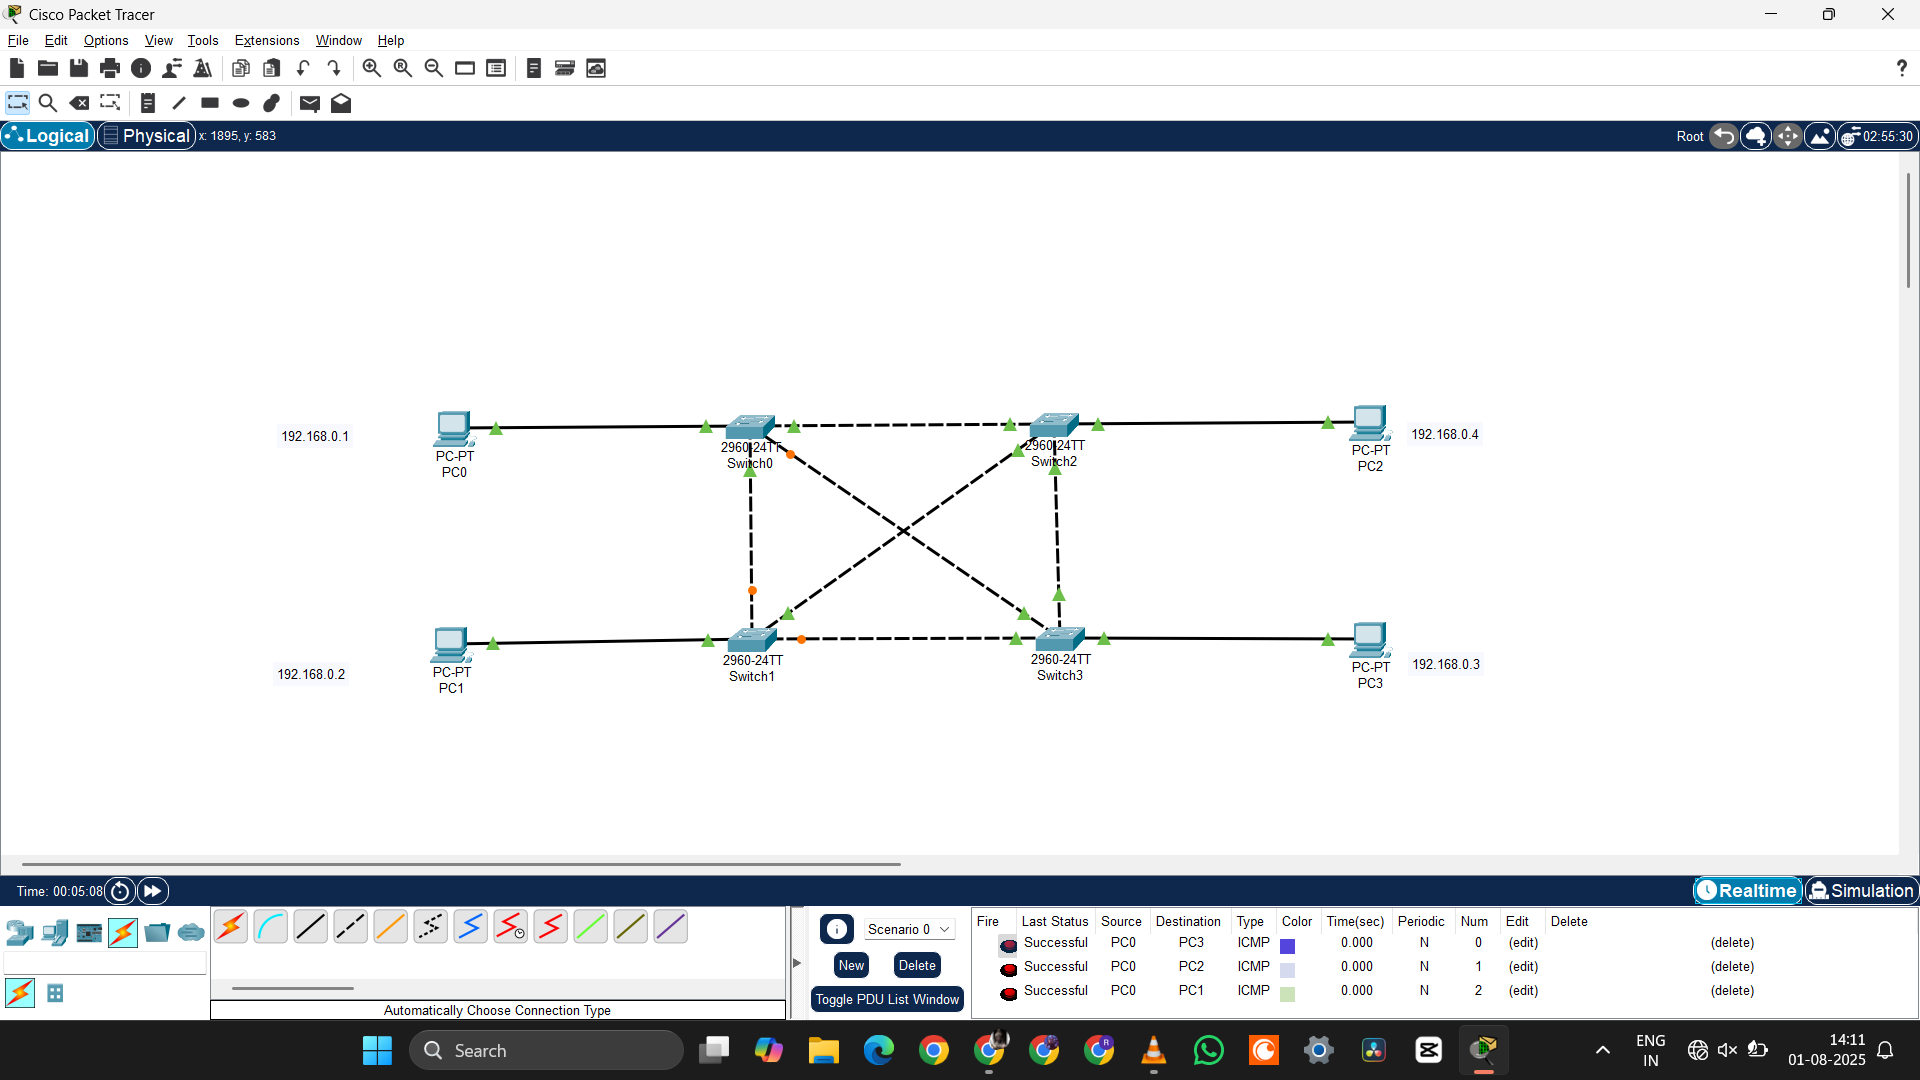 Cisco Packet Tracer
File Edit Options View Tools Extensions Window Help
?
Logical Physical x: 1895, y: 583 Root 02:55:30
192.168.0.1
PC-PT
PC0
2960-24TT
Switch0
2960-24TT
Switch2
PC-PT
PC2
192.168.0.4
192.168.0.2
PC-PT
PC1
2960-24TT
Switch1
2960-24TT
Switch3
PC-PT
PC3
192.168.0.3
Time: 00:05:08 Realtime Simulation
Automatically Choose Connection Type
Scenario 0
New Delete
Toggle PDU List Window
Fire Last Status Source Destination Type Color Time(sec) Periodic Num Edit Delete
Successful PC0 PC3 ICMP 0.000 N 0 (edit) (delete)
Successful PC0 PC2 ICMP 0.000 N 1 (edit) (delete)
Successful PC0 PC1 ICMP 0.000 N 2 (edit) (delete)
Search
ENG
IN
14:11
01-08-2025